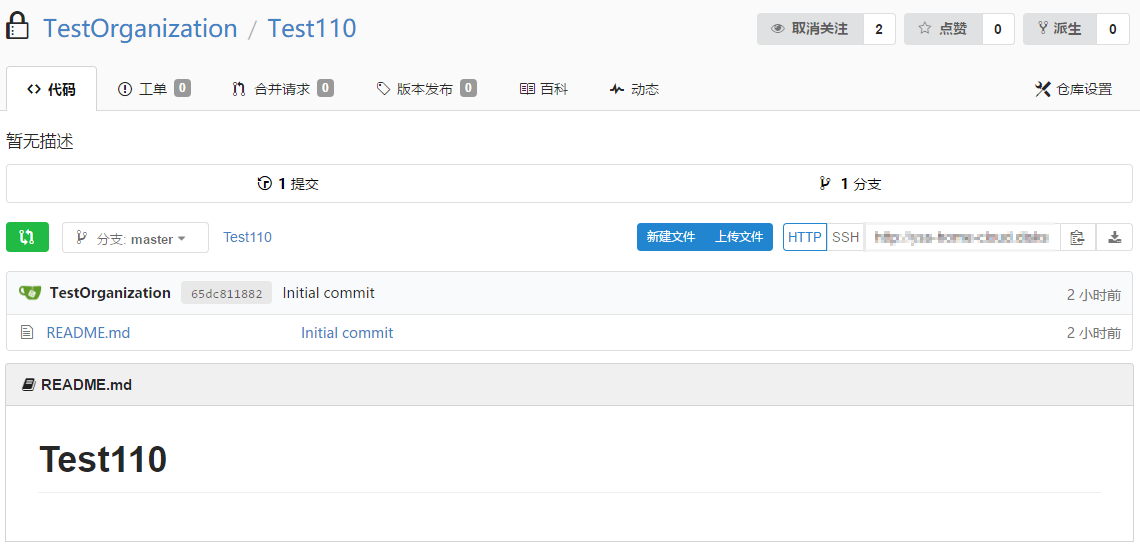 TestOrganization / Test110
取消关注 2 点赞 0 派生 0
代码 工单 0 合并请求 0 版本发布 0 百科 动态 仓库设置
暂无描述
1 提交 1 分支
分支: master Test110 新建文件 上传文件 HTTP SSH
TestOrganization 65dc811882 Initial commit 2 小时前
README.md Initial commit 2 小时前
README.md
Test110